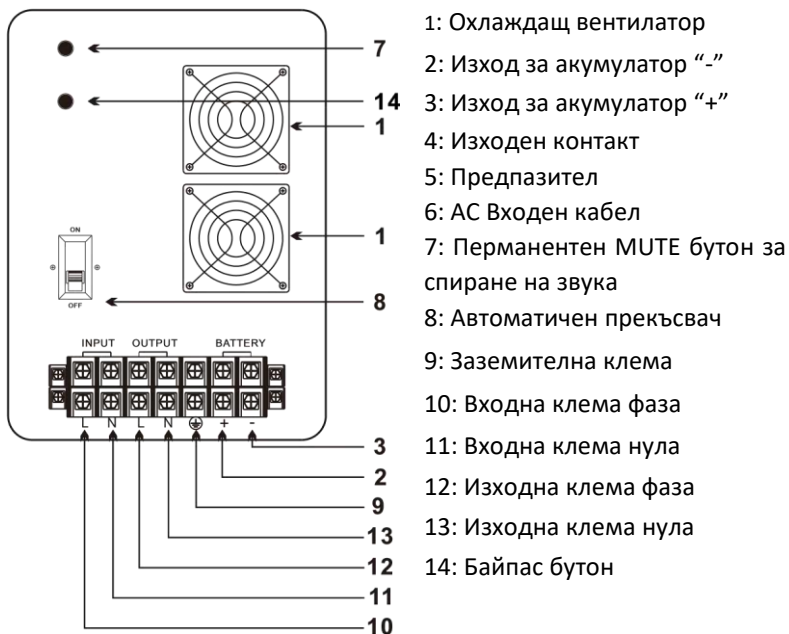 7
14
1
1
ON
OFF
8
INPUT OUTPUT BATTERY
L N L N + -
3
2
9
13
12
11
10
1: Охлаждащ вентилатор
2: Изход за акумулатор “-”
3: Изход за акумулатор “+”
4: Изходен контакт
5: Предпазител
6: АС Входен кабел
7: Перманентен MUTE бутон за
спиране на звука
8: Автоматичен прекъсвач
9: Заземителна клема
10: Входна клема фаза
11: Входна клема нула
12: Изходна клема фаза
13: Изходна клема нула
14: Байпас бутон